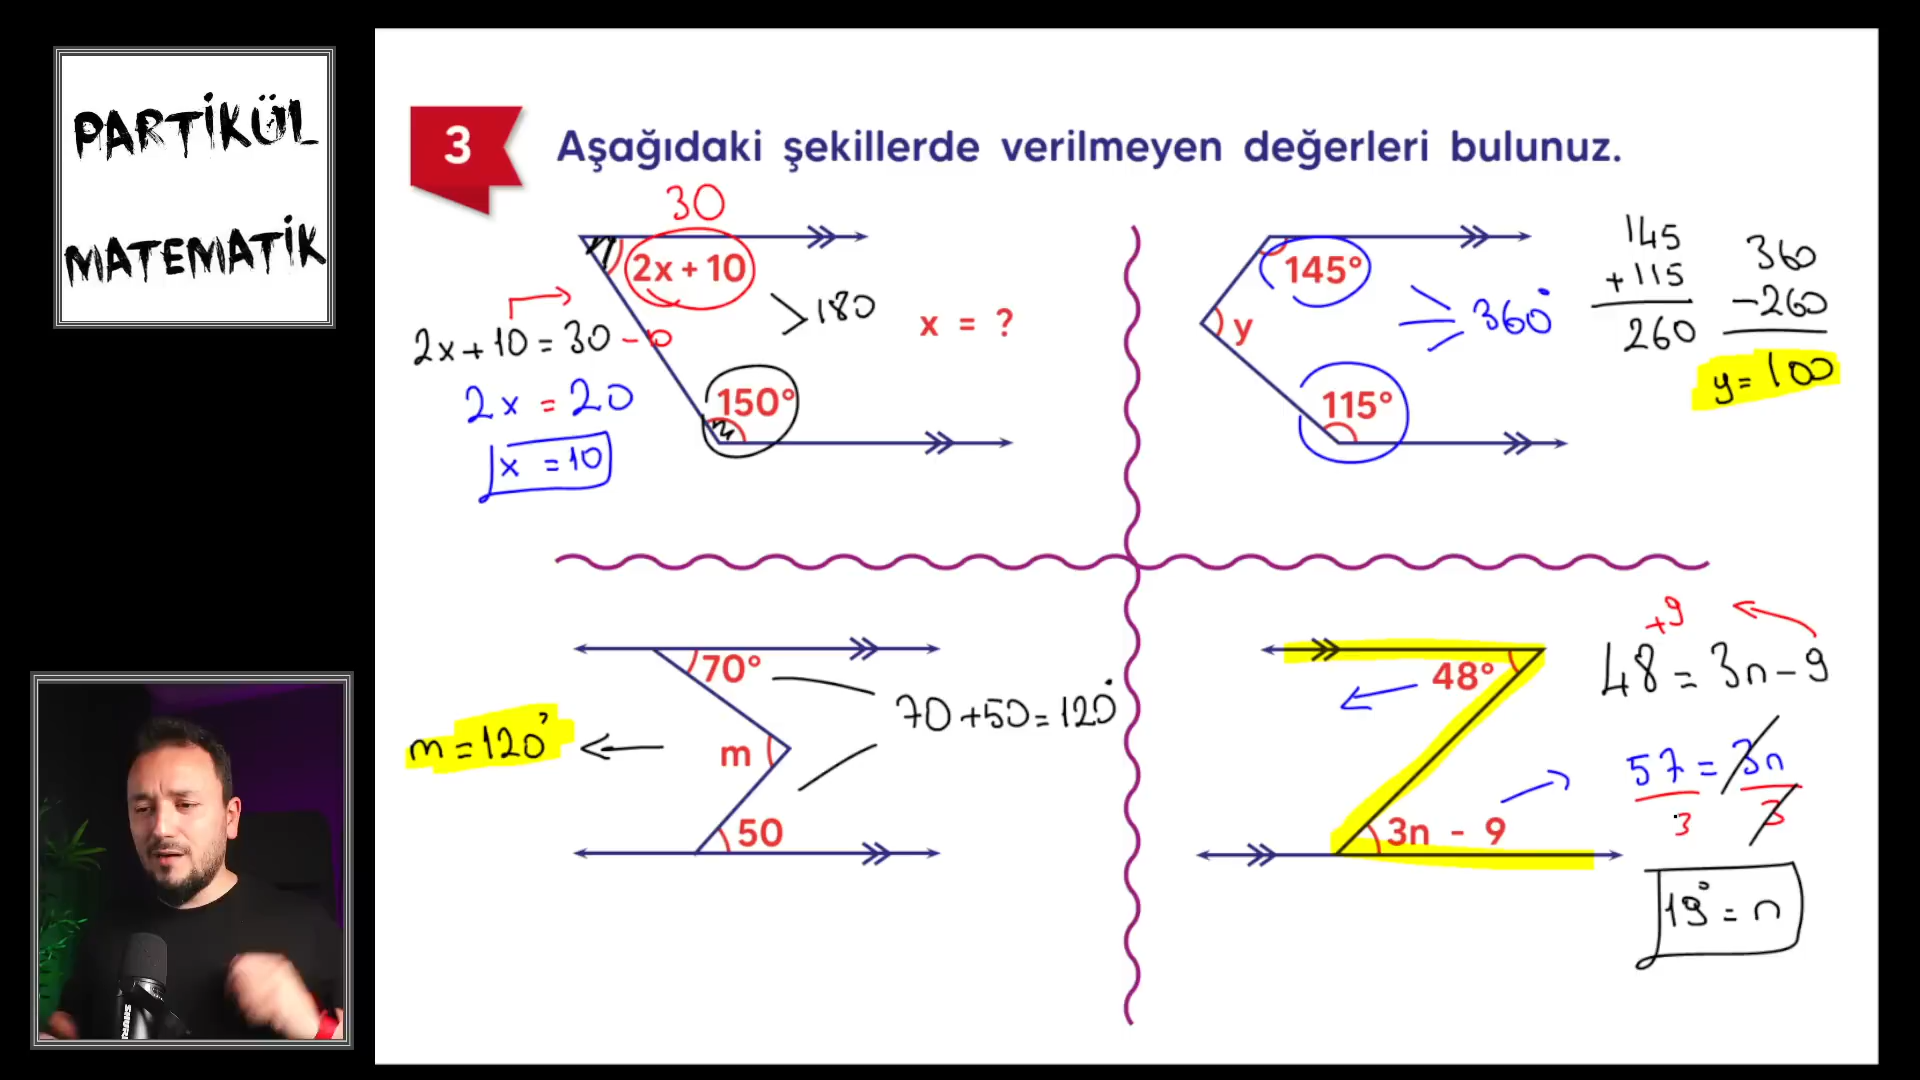 PARTİKÜL
MATEMATİK
3
Aşağıdaki şekillerde verilmeyen değerleri bulunuz.
30
2x + 10
> 180
x = ?
2x + 10 = 30 - 10
2x = 20
x = 10
150°
145°
y
115°
360°
145
+ 115
260
360
- 260
y = 100
70°
m
50
70 + 50 = 120°
m = 120°
48°
3n - 9
+9
48 = 3n - 9
57 = 3n
3 3
19° = n
SHURE